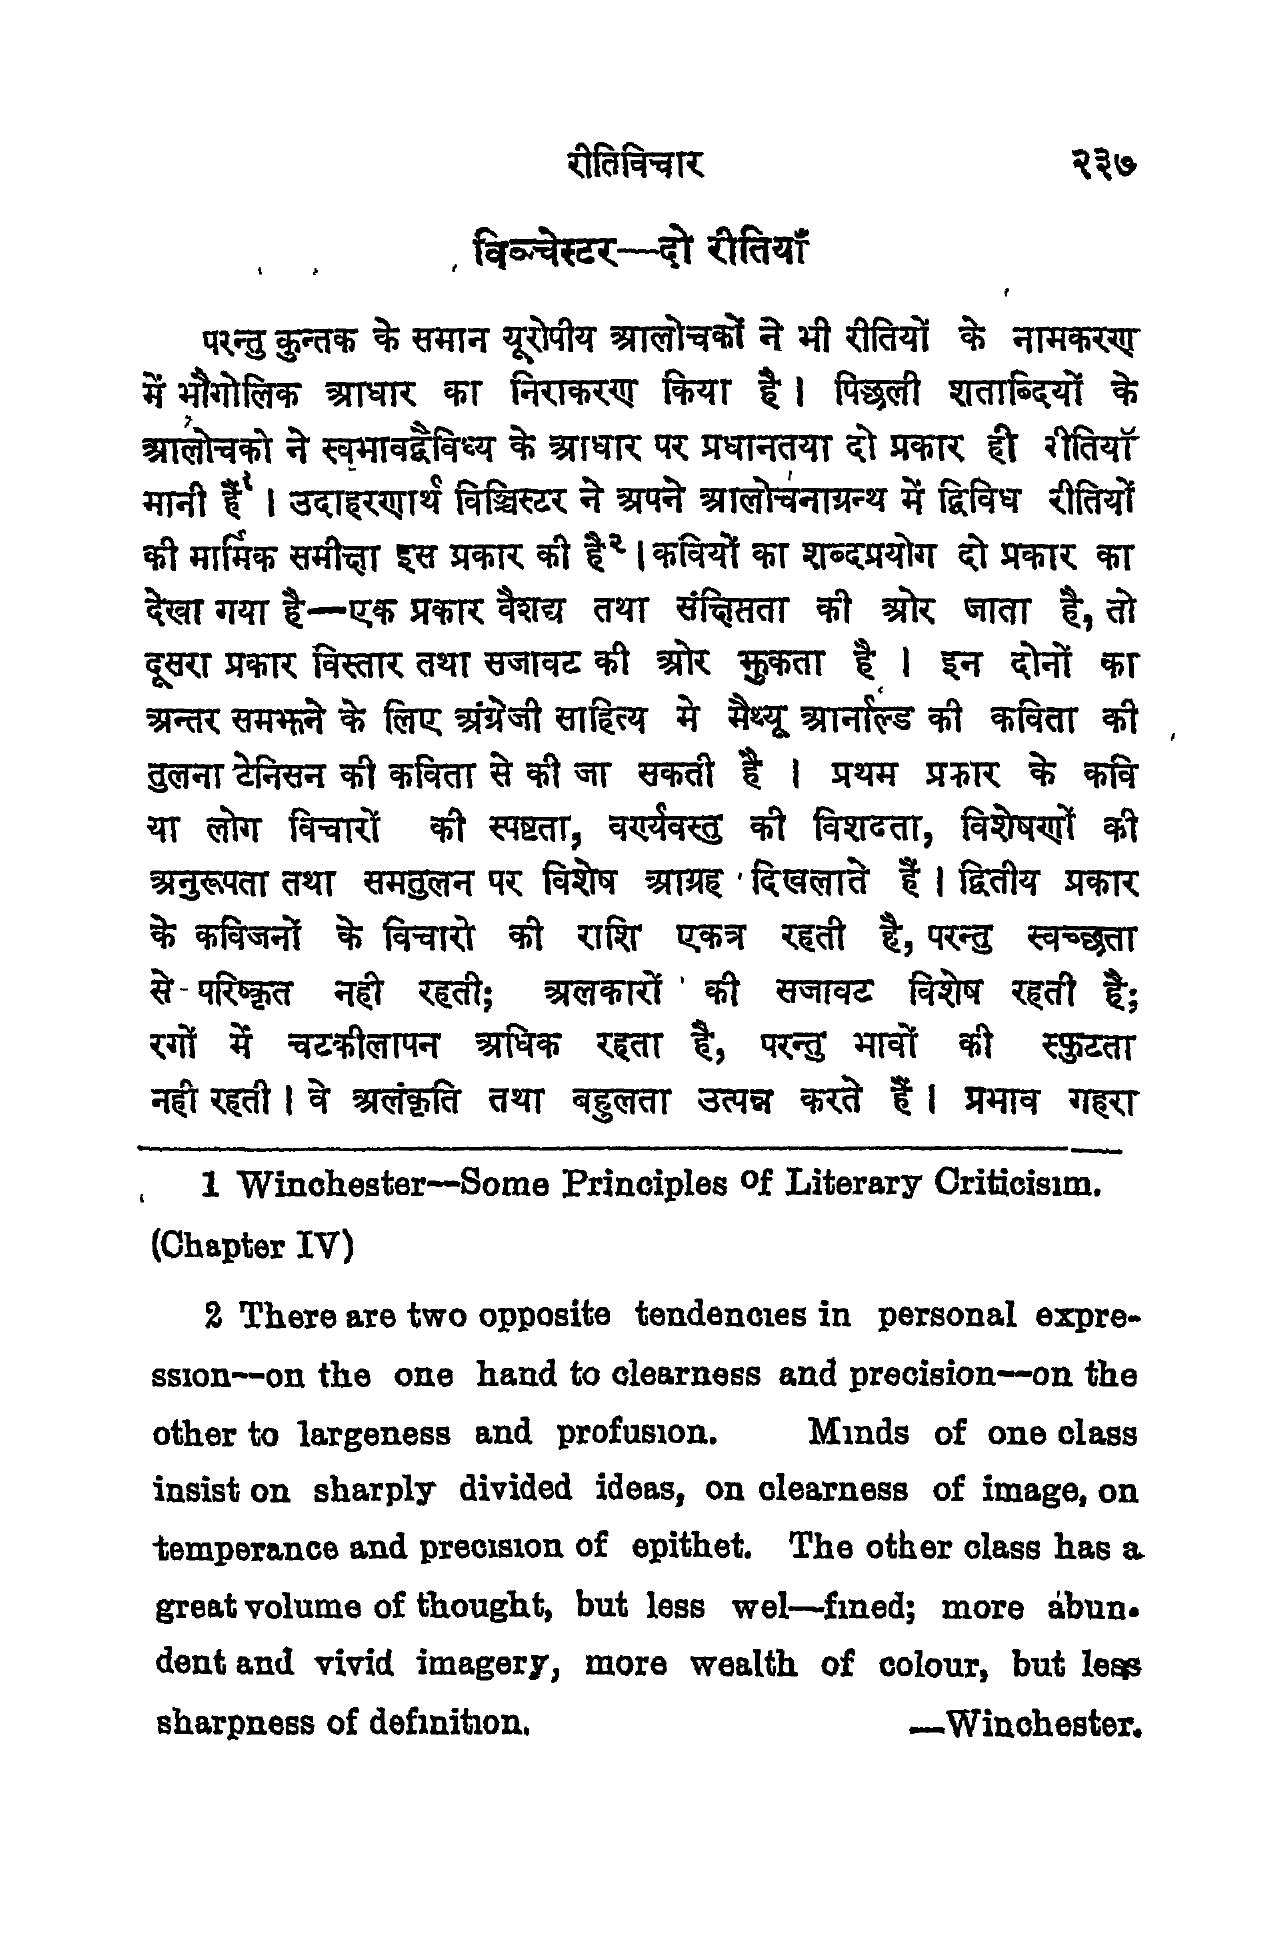 रीतिविचार २३७
विञ्चेस्टर—दो रीतियाँ
परन्तु कुन्तक के समान यूरोपीय आलोचकों ने भी रीतियों के नामकरण
में भौगोलिक आधार का निराकरण किया है। पिछली शताब्दियों के
आलोचको ने स्वभावद्वैविध्य के आधार पर प्रधानतया दो प्रकार ही रीतियाँ
मानी हैं१। उदाहरणार्थ विञ्चिस्टर ने अपने आलोचनाग्रन्थ में द्विविध रीतियों
की मार्मिक समीक्षा इस प्रकार की है२। कवियों का शब्दप्रयोग दो प्रकार का
देखा गया है—एक प्रकार वैशद्य तथा संक्षिप्तता की ओर जाता है, तो
दूसरा प्रकार विस्तार तथा सजावट की ओर झुकता है । इन दोनों का
अन्तर समझने के लिए अंग्रेजी साहित्य मे मैथ्यू आर्नाल्ड की कविता की
तुलना टेनिसन की कविता से की जा सकती है । प्रथम प्रकार के कवि
या लोग विचारों की स्पष्टता, वर्ण्यवस्तु की विशदता, विशेषणों की
अनुरूपता तथा समतुलन पर विशेष आग्रह दिखलाते हैं। द्वितीय प्रकार
के कविजनों के विचारो की राशि एकत्र रहती है, परन्तु स्वच्छता
से परिष्कृत नही रहती; अलकारों की सजावट विशेष रहती है;
रगों में चटकीलापन अधिक रहता है, परन्तु भावों की स्फुटता
नही रहती। वे अलंकृति तथा बहुलता उत्पन्न करते हैं। प्रभाव गहरा
1 Winchester—Some Principles of Literary Criticism.
(Chapter IV)
2 There are two opposite tendencies in personal expre-
ssion—on the one hand to clearness and precision—on the
other to largeness and profusion. Minds of one class
insist on sharply divided ideas, on clearness of image, on
temperance and precision of epithet. The other class has a
great volume of thought, but less wel—fined; more abun-
dent and vivid imagery, more wealth of colour, but less
sharpness of definition. —Winchester.